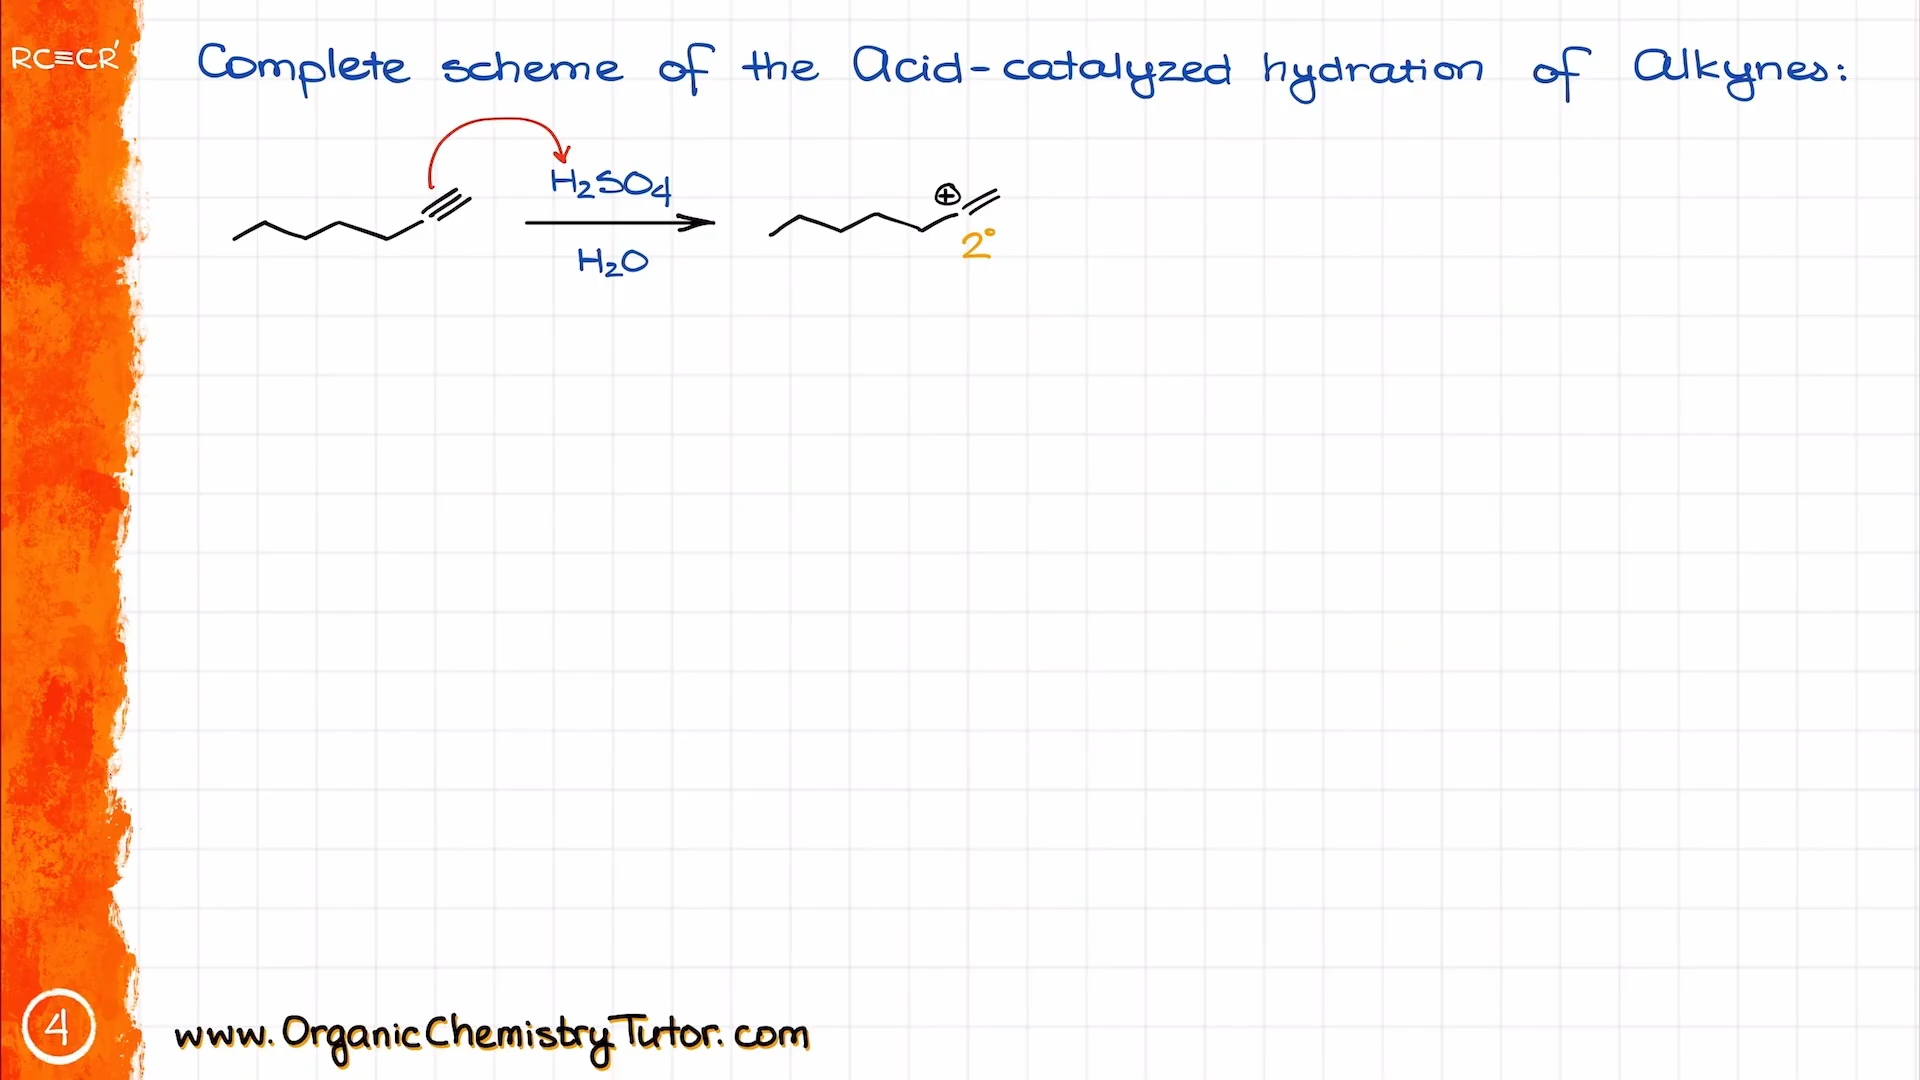 RC≡CR'
Complete scheme of the Acid-catalyzed hydration of Alkynes:
H₂SO₄
⊕
2°
H₂O
4
www.OrganicChemistryTutor.com